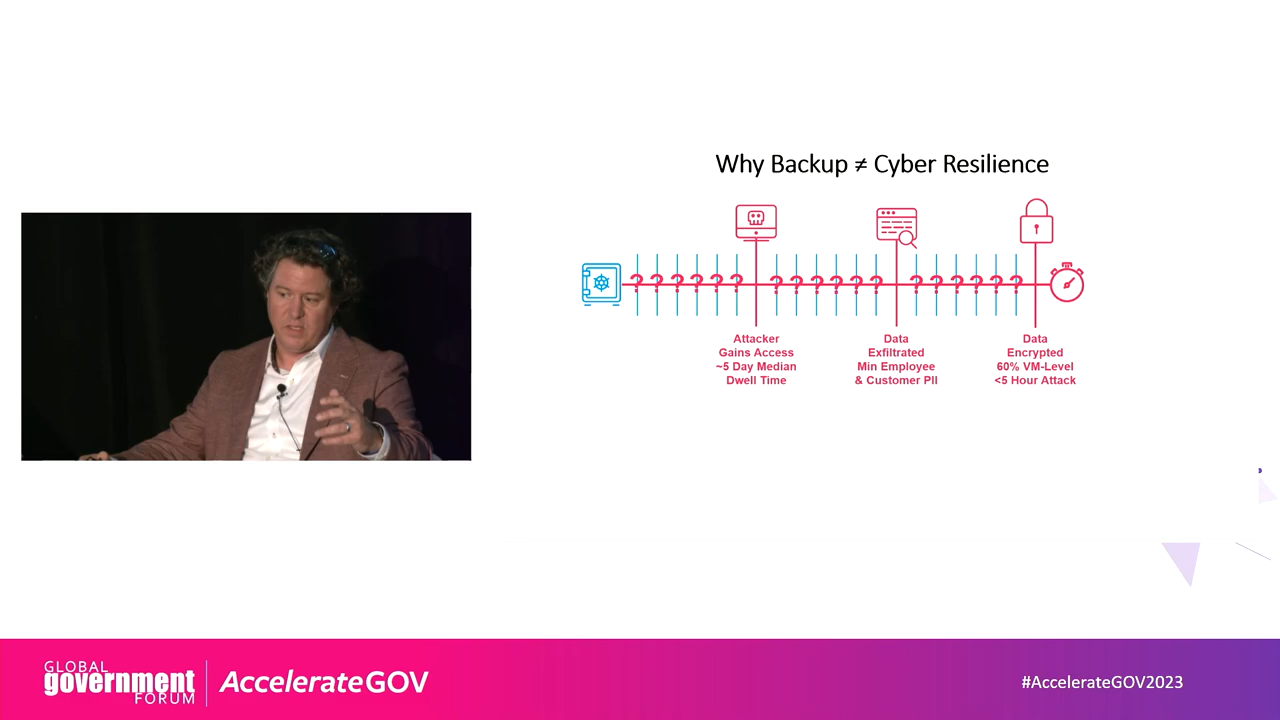 Why Backup ≠ Cyber Resilience
? ? ? ? ? ? ? ? ? ? ? ? ? ? ? ? ? ?
Attacker
Gains Access
~5 Day Median
Dwell Time
Data
Exfiltrated
Min Employee
& Customer PII
Data
Encrypted
60% VM-Level
<5 Hour Attack
GLOBAL
government
FORUM
AccelerateGOV
#AccelerateGOV2023